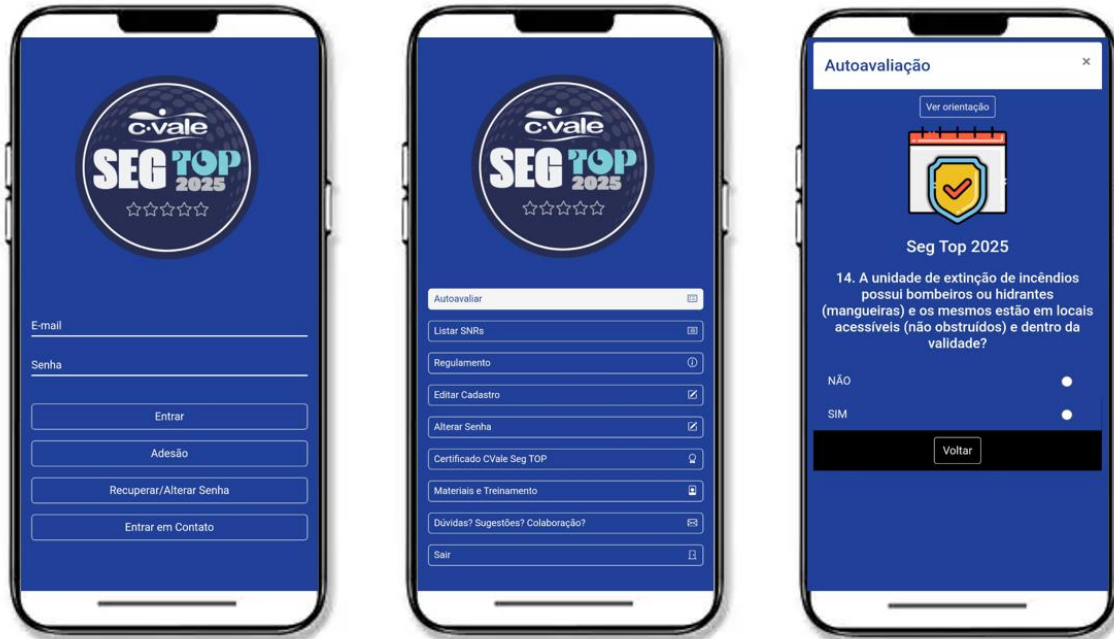 c.vale
SEG TOP
2025
E-mail
Senha
Entrar
Adesão
Recuperar/Alterar Senha
Entrar em Contato
c.vale
SEG TOP
2025
Autoavaliar
Listar SNRs
Regulamento
Editar Cadastro
Alterar Senha
Certificado CVale Seg TOP
Materiais e Treinamento
Dúvidas? Sugestões? Colaboração?
Sair
Autoavaliação
×
Ver orientação
Seg Top 2025
14. A unidade de extinção de incêndios
possui bombeiros ou hidrantes
(mangueiras) e os mesmos estão em locais
acessíveis (não obstruídos) e dentro da
validade?
NÃO
SIM
Voltar